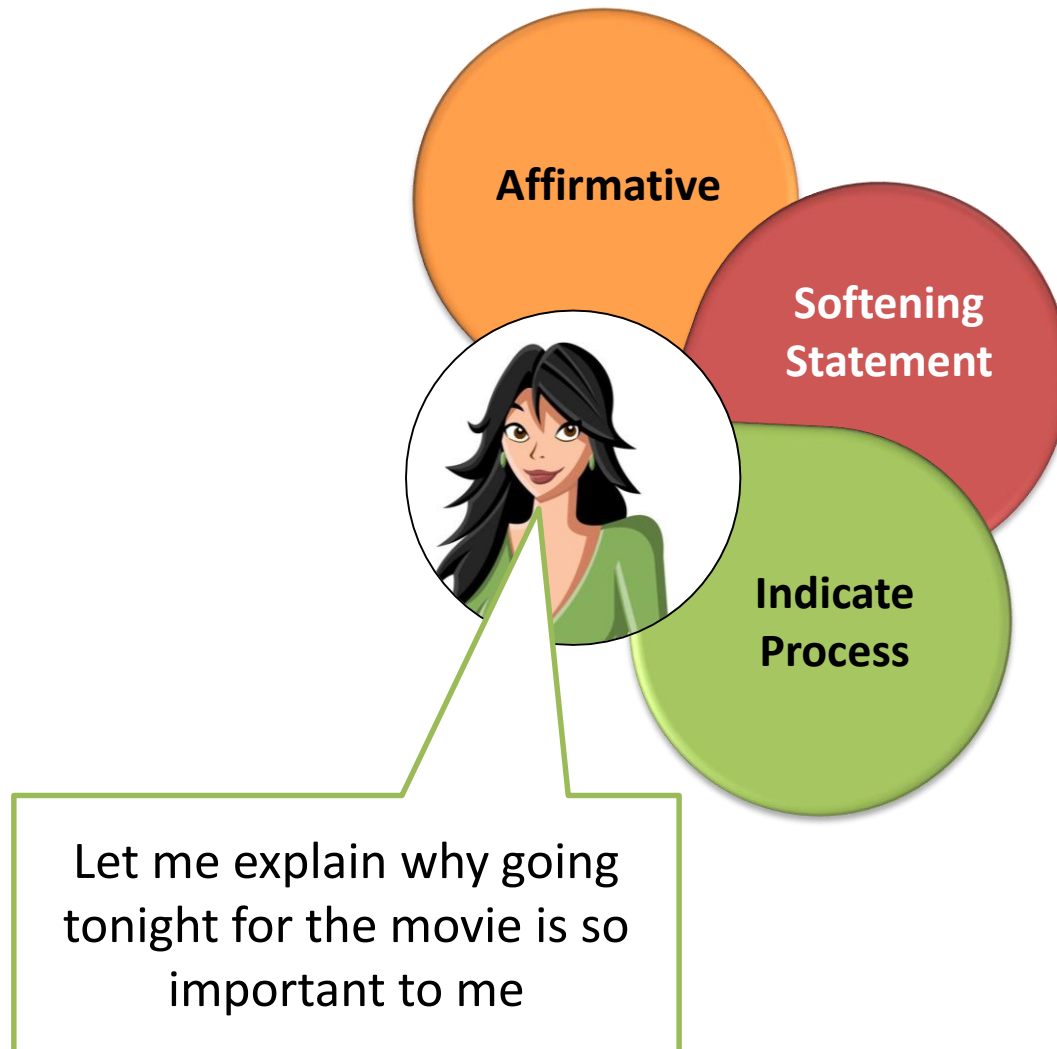 Affirmative
Softening
Statement
Indicate
Process
Let me explain why going
tonight for the movie is so
important to me